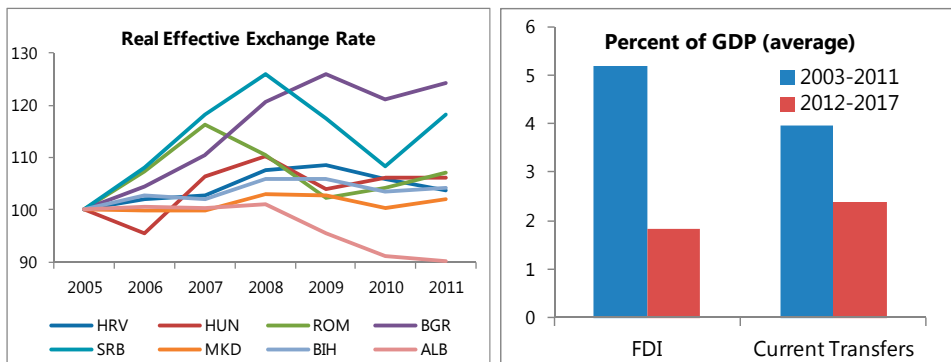 Real Effective Exchange Rate
130
120
110
100
90
2005 2006 2007 2008 2009 2010 2011
HRV HUN ROM BGR
SRB MKD BIH ALB
Percent of GDP (average)
2003-2011
2012-2017
6
5
4
3
2
1
0
FDI Current Transfers